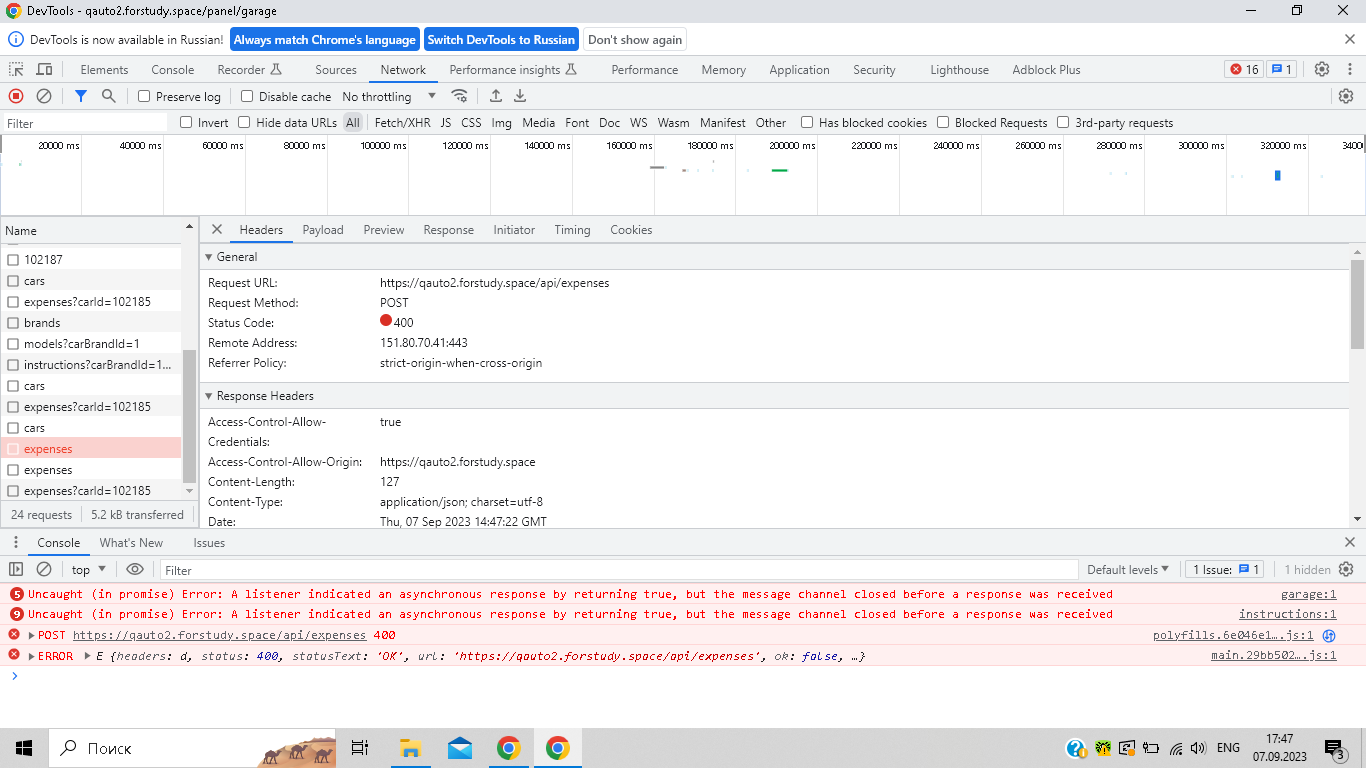 DevTools - qauto2.forstudy.space/panel/garage
DevTools is now available in Russian! Always match Chrome's language Switch DevTools to Russian Don't show again
Elements Console Recorder Sources Network Performance insights Performance Memory Application Security Lighthouse Adblock Plus 16 1
Preserve log Disable cache No throttling
Filter Invert Hide data URLs All Fetch/XHR JS CSS Img Media Font Doc WS Wasm Manifest Other Has blocked cookies Blocked Requests 3rd-party requests
20000 ms 40000 ms 60000 ms 80000 ms 100000 ms 120000 ms 140000 ms 160000 ms 180000 ms 200000 ms 220000 ms 240000 ms 260000 ms 280000 ms 300000 ms 320000 ms 34000
Name
102187
cars
expenses?carId=102185
brands
models?carBrandId=1
instructions?carBrandId=1...
cars
expenses?carId=102185
cars
expenses
expenses
expenses?carId=102185
24 requests 5.2 kB transferred
Headers Payload Preview Response Initiator Timing Cookies
General
Request URL: https://qauto2.forstudy.space/api/expenses
Request Method: POST
Status Code: 400
Remote Address: 151.80.70.41:443
Referrer Policy: strict-origin-when-cross-origin
Response Headers
Access-Control-Allow- true
Credentials:
Access-Control-Allow-Origin: https://qauto2.forstudy.space
Content-Length: 127
Content-Type: application/json; charset=utf-8
Date: Thu, 07 Sep 2023 14:47:22 GMT
Console What's New Issues
top Filter Default levels 1 Issue: 1 1 hidden
5 Uncaught (in promise) Error: A listener indicated an asynchronous response by returning true, but the message channel closed before a response was received garage:1
9 Uncaught (in promise) Error: A listener indicated an asynchronous response by returning true, but the message channel closed before a response was received instructions:1
POST https://qauto2.forstudy.space/api/expenses 400 polyfills.6e046e1….js:1
ERROR E {headers: d, status: 400, statusText: 'OK', url: 'https://qauto2.forstudy.space/api/expenses', ok: false, …} main.29bb502….js:1
Поиск ENG 17:47
07.09.2023 3